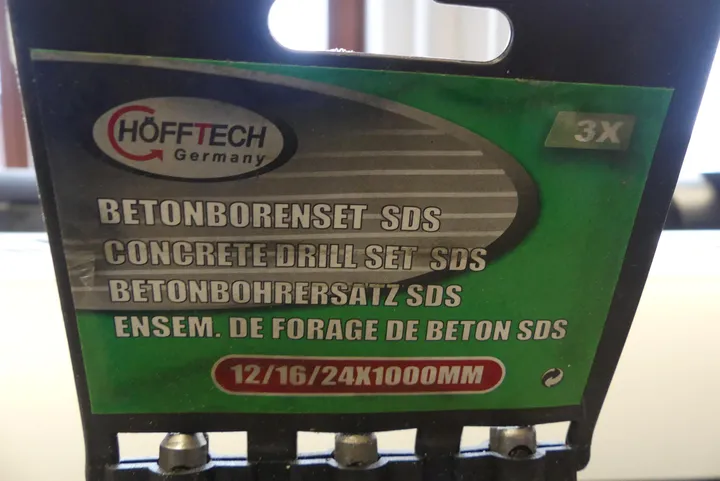 HÖFFTECH
Germany
3X
BETONBORENSET SDS
CONCRETE DRILL SET SDS
BETONBOHRERSATZ SDS
ENSEM. DE FORAGE DE BETON SDS
12/16/24X1000MM